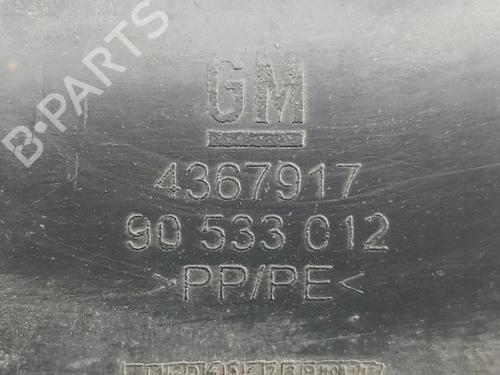 B-PARTS
GM
4367917
90 533 012
>PP/PE<